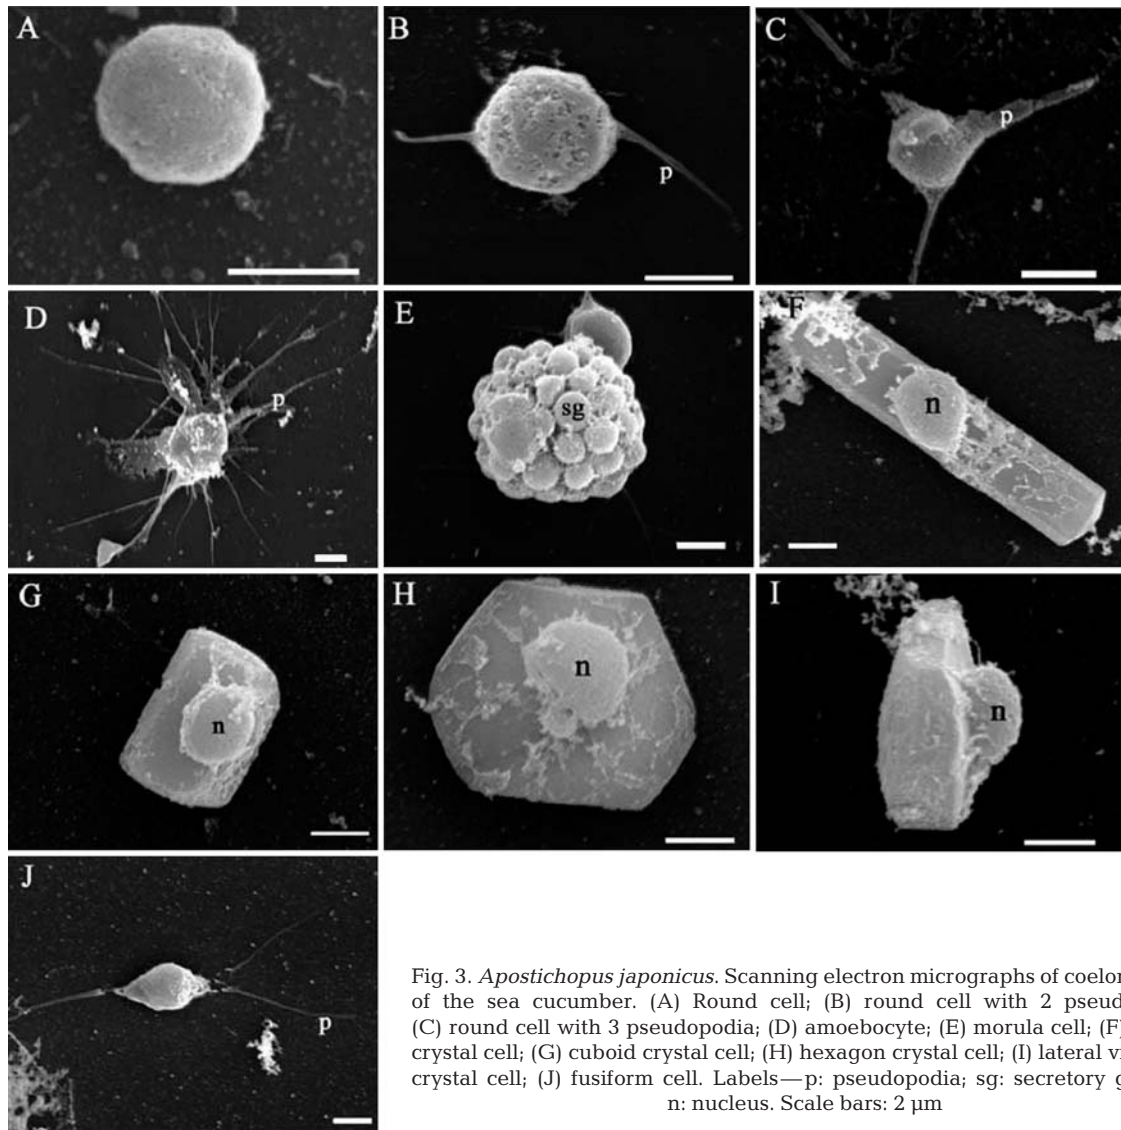 A
B
p
C
p
D
p
E
sg
F
n
G
n
H
n
I
n
J
p
Fig. 3. Apostichopus japonicus. Scanning electron micrographs of
of the sea cucumber. (A) Round cell; (B) round cell with 2
(C) round cell with 3 pseudopodia; (D) amoebocyte; (E) morula cell; (F)
crystal cell; (G) cuboid crystal cell; (H) hexagon crystal cell; (I) lateral
crystal cell; (J) fusiform cell. Labels—p: pseudopodia; sg: secretory
n: nucleus. Scale bars: 2 µm